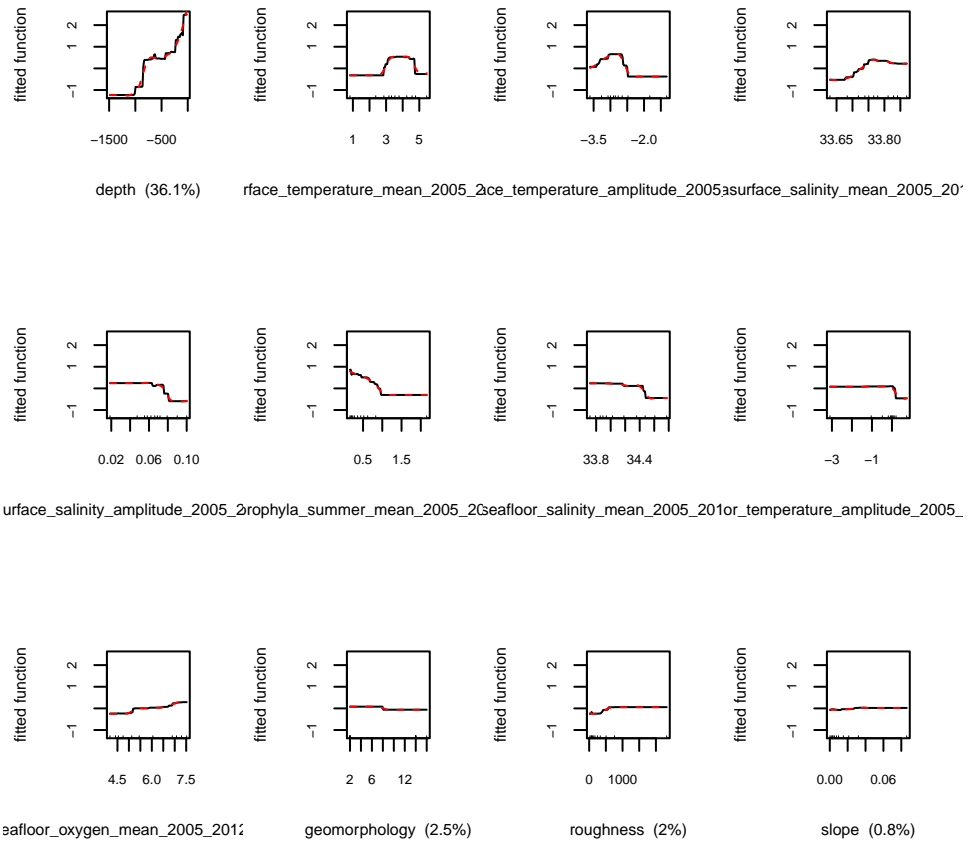 fitted function
2
1
−1
−1500 −500
depth (36.1%)
fitted function
2
1
−1
1 3 5
rface_temperature_mean_2005_2
fitted function
2
1
−1
−3.5 −2.0
ace_temperature_amplitude_2005
fitted function
2
1
−1
33.65 33.80
asurface_salinity_mean_2005_201
fitted function
2
1
−1
0.02 0.06 0.10
urface_salinity_amplitude_2005_2
fitted function
2
1
−1
0.5 1.5
rophyla_summer_mean_2005_20
fitted function
2
1
−1
33.8 34.4
seafloor_salinity_mean_2005_201
fitted function
2
1
−1
−3 −1
or_temperature_amplitude_2005_
fitted function
2
1
−1
4.5 6.0 7.5
eafloor_oxygen_mean_2005_2012
fitted function
2
1
−1
2 6 12
geomorphology (2.5%)
fitted function
2
1
−1
0 1000
roughness (2%)
fitted function
2
1
−1
0.00 0.06
slope (0.8%)